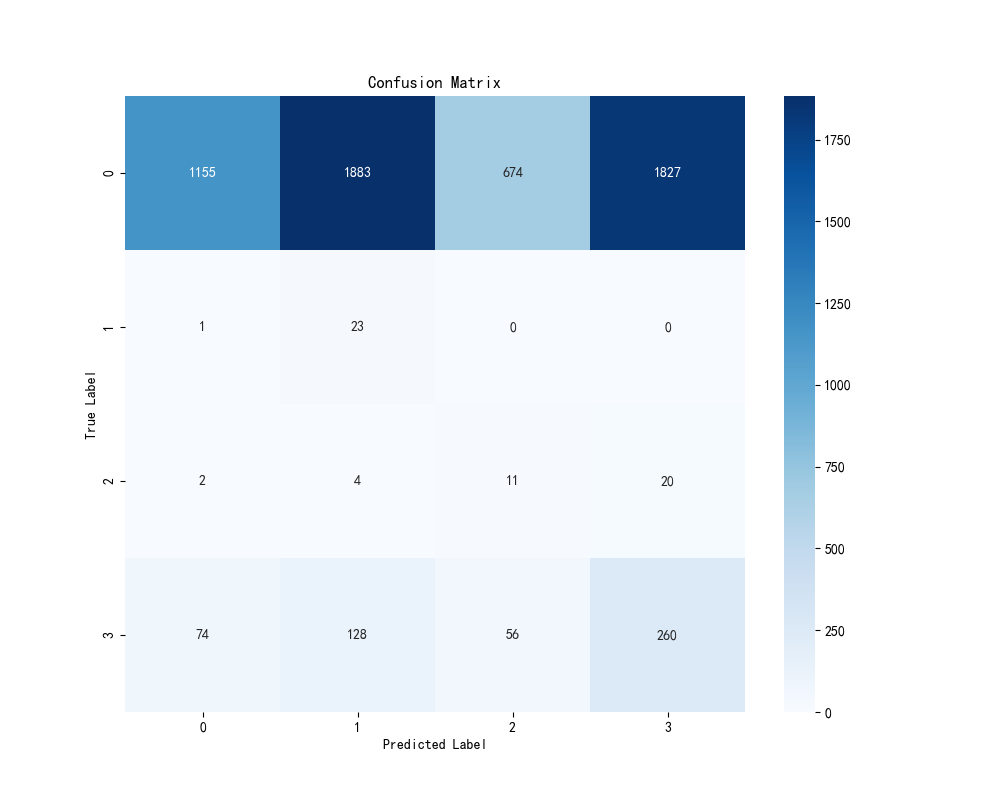 Confusion Matrix
0 1155 1883 674 1827
1 1 23 0 0
2 2 4 11 20
3 74 128 56 260
0 1 2 3
Predicted Label
True Label
1750
1500
1250
1000
750
500
250
0